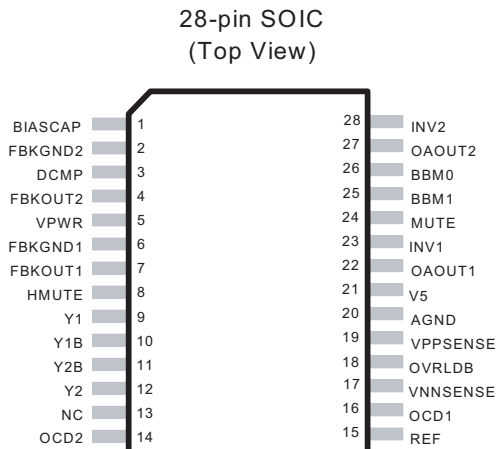 28-pin SOIC
(Top View)
BIASCAP 1 28 INV2
FBKGND2 2 27 OAOUT2
DCMP 3 26 BBM0
FBKOUT2 4 25 BBM1
VPWR 5 24 MUTE
FBKGND1 6 23 INV1
FBKOUT1 7 22 OAOUT1
HMUTE 8 21 V5
Y1 9 20 AGND
Y1B 10 19 VPPSENSE
Y2B 11 18 OVRLDB
Y2 12 17 VNNSENSE
NC 13 16 OCD1
OCD2 14 15 REF